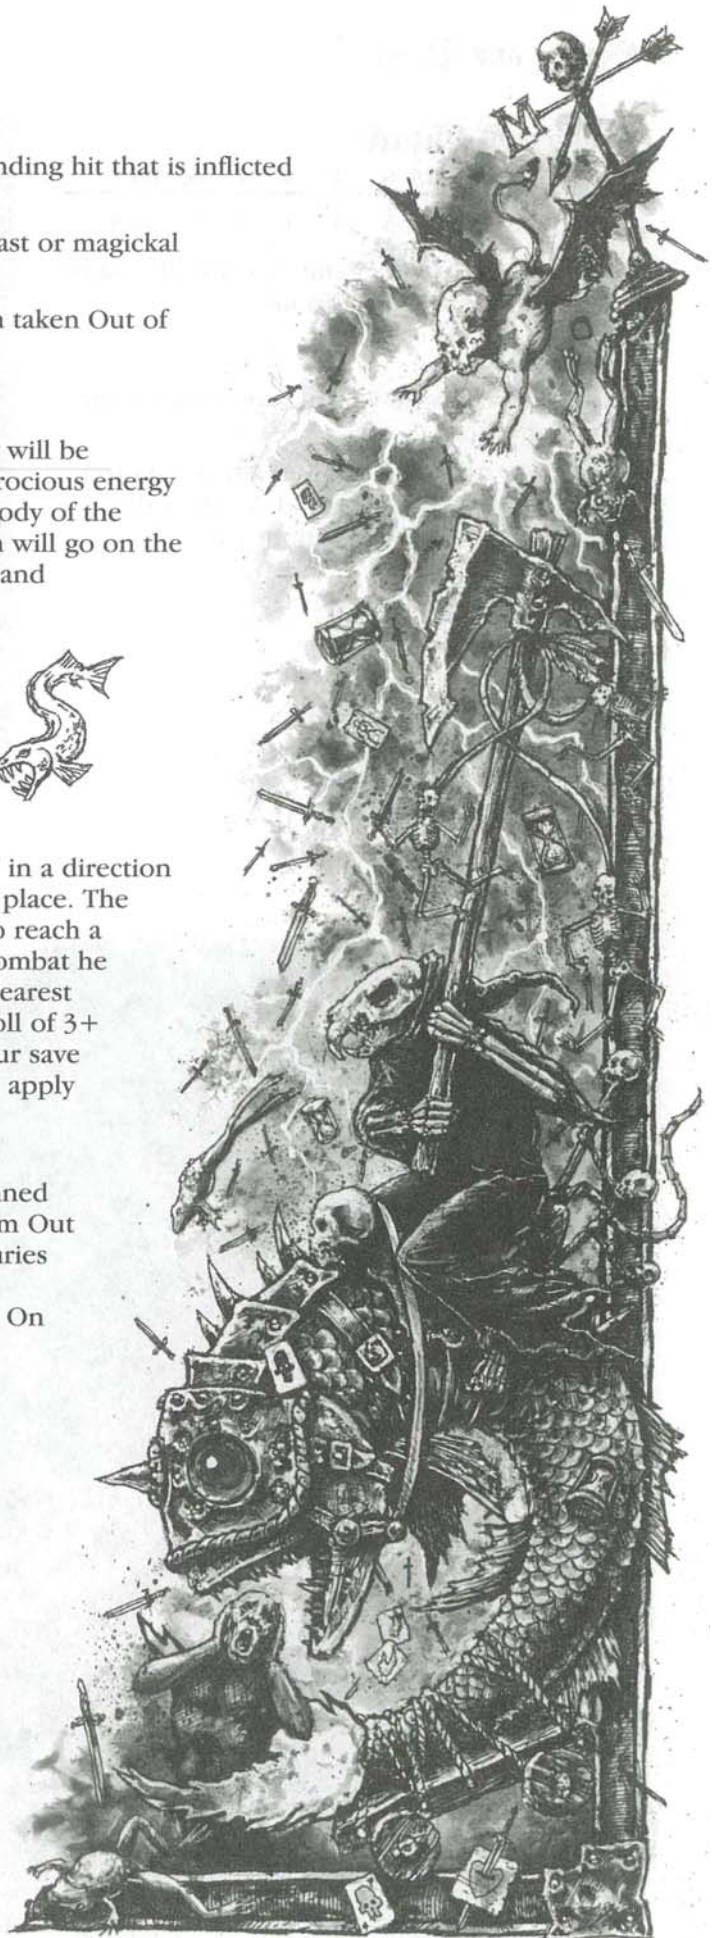 nding hit that is inflicted
ast or magickal
n taken Out of
will be
rocious energy
ody of the
n will go on the
and
M
in a direction
place. The
o reach a
ombat he
earest
oll of 3+
ur save
apply
ned
m Out
uries
On